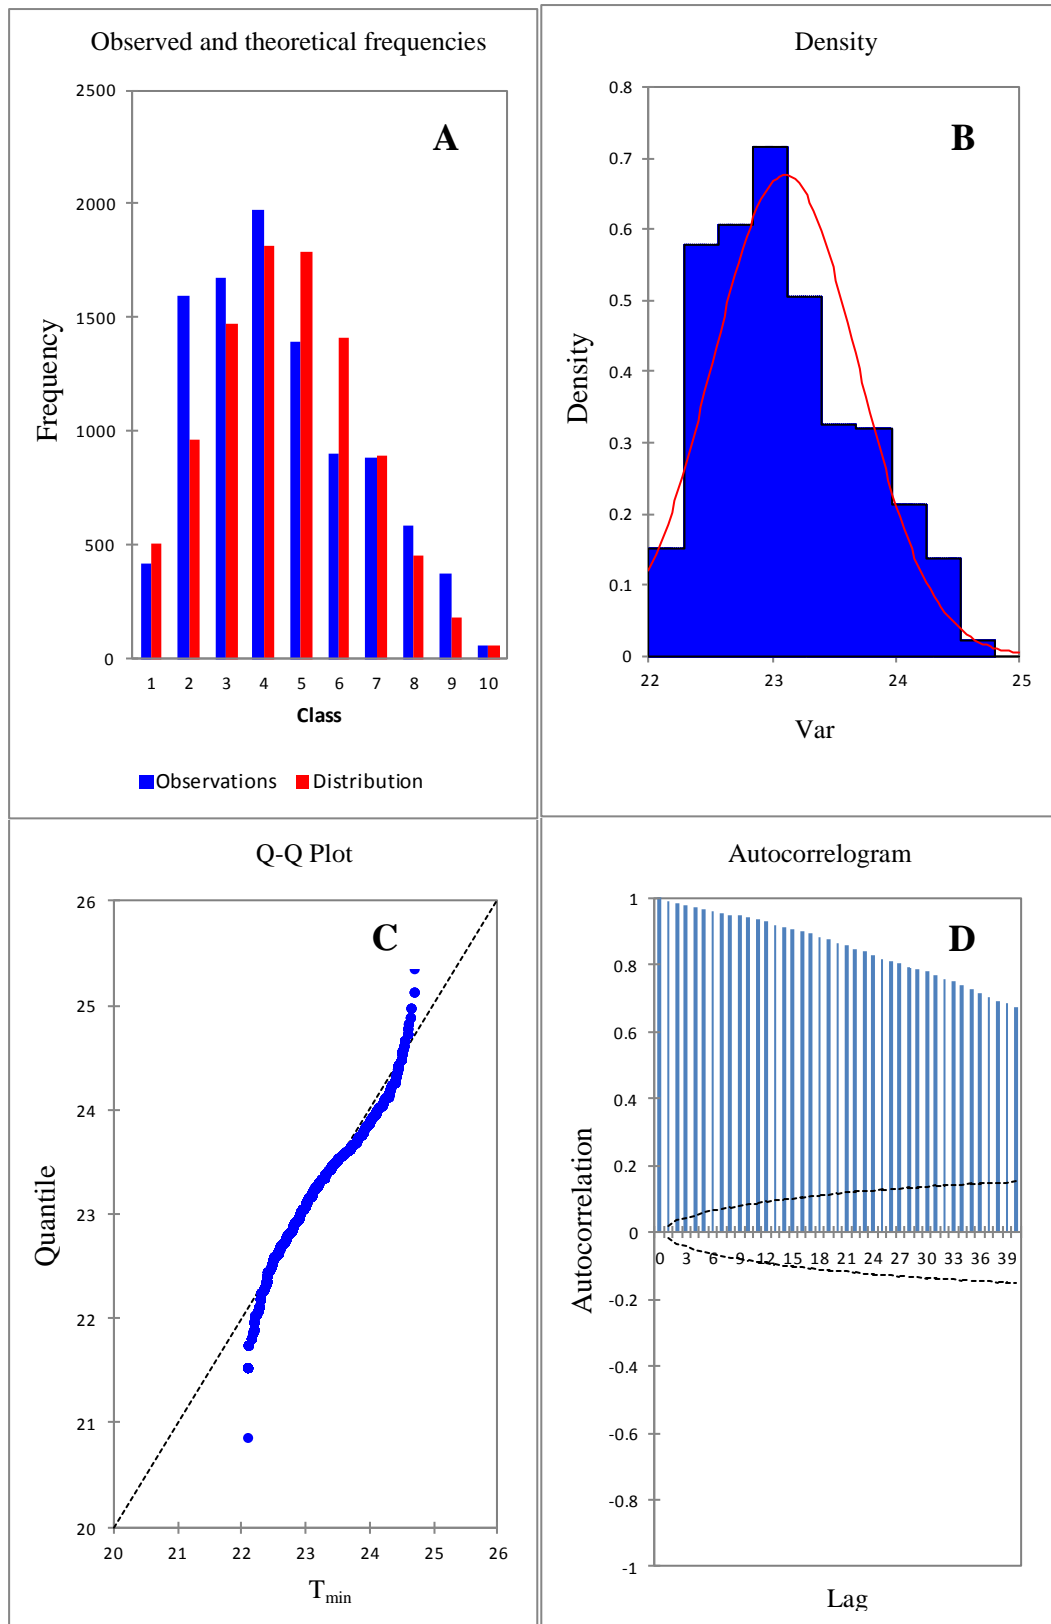 Observed and theoretical frequencies
A
Frequency
2500
2000
1500
1000
500
0
1 2 3 4 5 6 7 8 9 10
Class
Observations Distribution
Density
B
Density
0.8
0.7
0.6
0.5
0.4
0.3
0.2
0.1
0
22 23 24 25
Var
Q-Q Plot
C
Quantile
26
25
24
23
22
21
20
20 21 22 23 24 25 26
Tmin
Autocorrelogram
D
Autocorrelation
1
0.8
0.6
0.4
0.2
0
0 3 6 9 12 15 18 21 24 27 30 33 36 39
-0.2
-0.4
-0.6
-0.8
-1
Lag